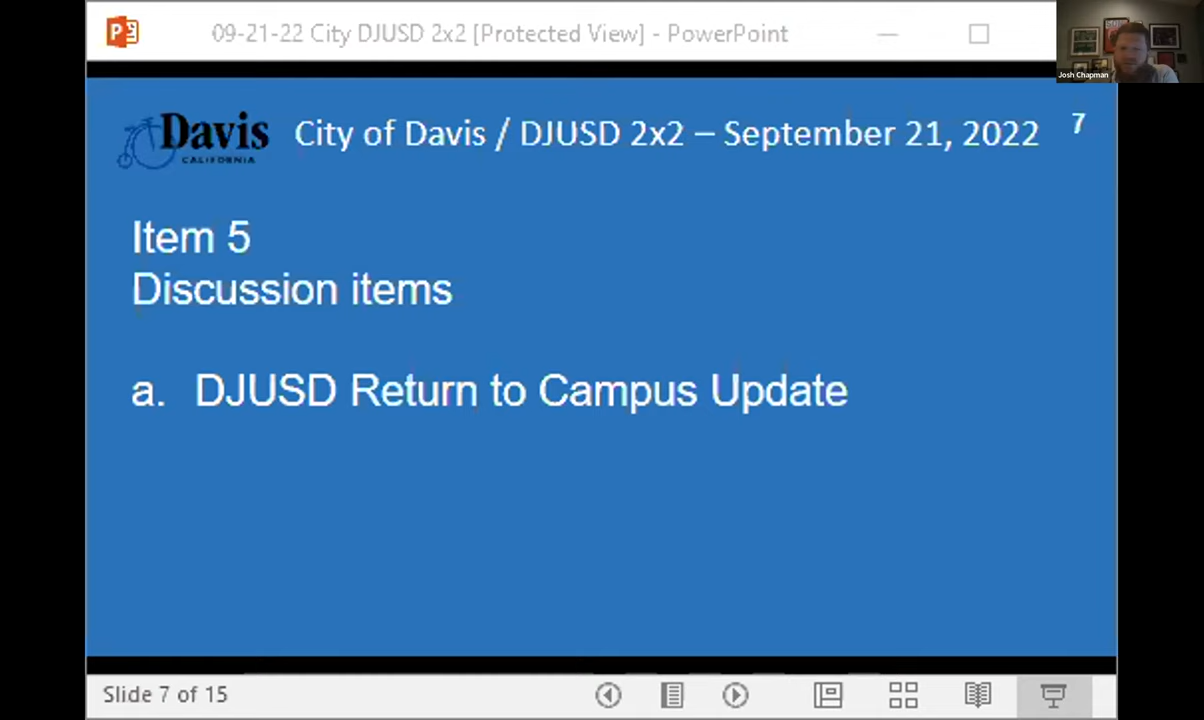 09-21-22 City DJUSD 2x2 [Protected View] - PowerPoint
Josh Chapman
Davis
CALIFORNIA
City of Davis / DJUSD 2x2 – September 21, 2022
7
Item 5
Discussion items
a. DJUSD Return to Campus Update
Slide 7 of 15